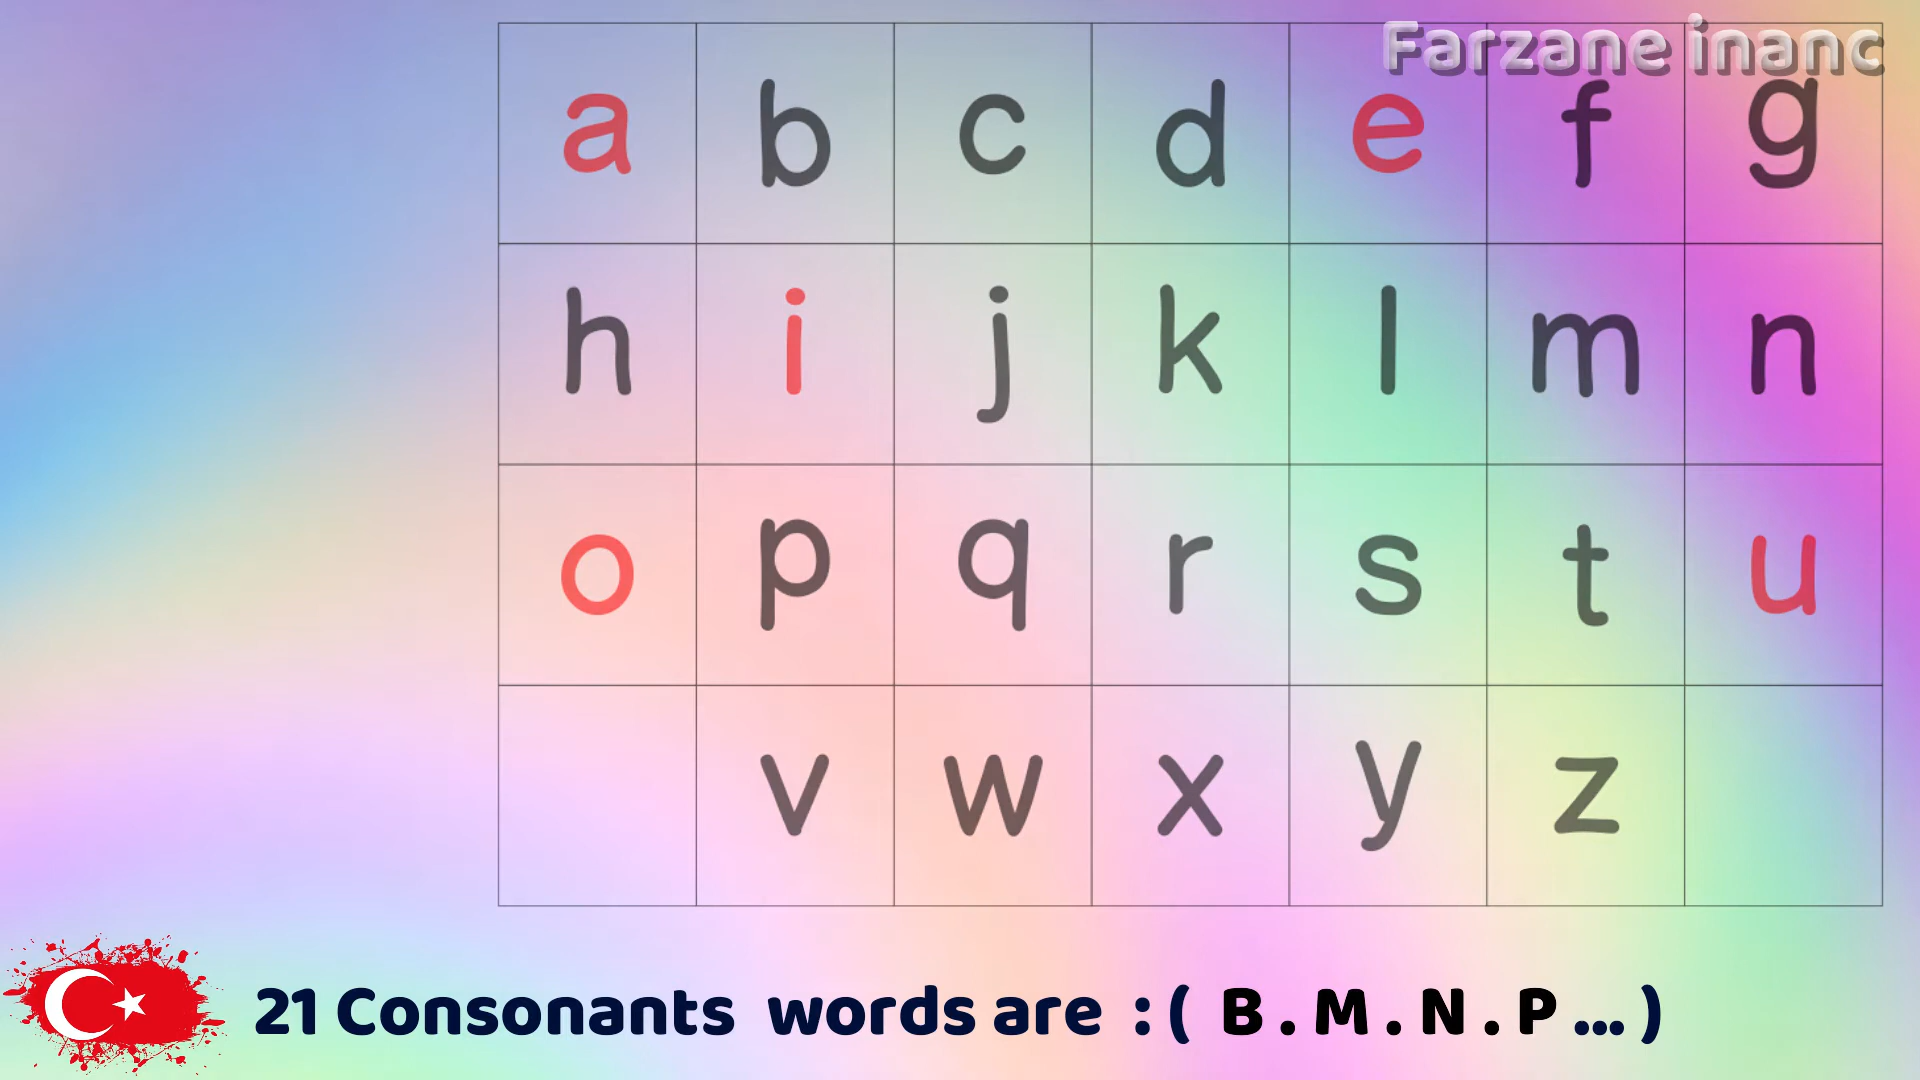 Farzane inanc
a b c d e f g
h i j k l m n
o p q r s t u
v w x y z
21 Consonants words are : ( B . M . N . P ... )